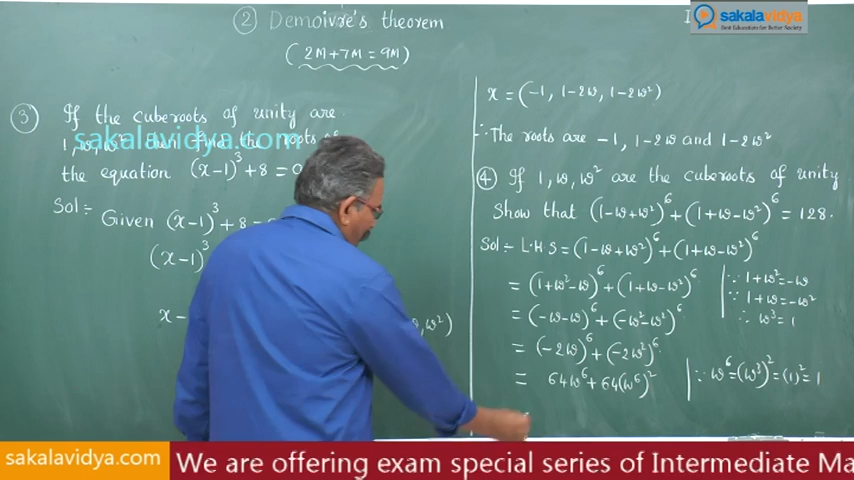 ② Demoivre's theorem
(2M+7M=9M)
sakalavidya
Best Educators for Better Society
③ If the cuberoots of unity are
1, ω, ω² then find the roots of
the equation (x-1)³+8=0
Sol:- Given (x-1)³+8=0
(x-1)³
x-
, ω²)
sakalavidya.com
x = (-1, 1-2ω, 1-2ω²)
∴ The roots are -1, 1-2ω and 1-2ω²
④ If 1, ω, ω² are the cuberoots of unity
Show that (1-ω+ω²)⁶+(1+ω-ω²)⁶=128.
Sol:- L.H.S=(1-ω+ω²)⁶+(1+ω-ω²)⁶
=(1+ω²-ω)⁶+(1+ω-ω²)⁶
∵ 1+ω²=-ω
∵ 1+ω=-ω²
∴ ω³=1
=(-ω-ω)⁶+(-ω²-ω²)⁶
=(-2ω)⁶+(-2ω²)⁶
= 64ω⁶+64(ω⁶)²
∵ ω⁶=(ω³)²=(1)²=1
sakalavidya.com
We are offering exam special series of Intermediate Ma